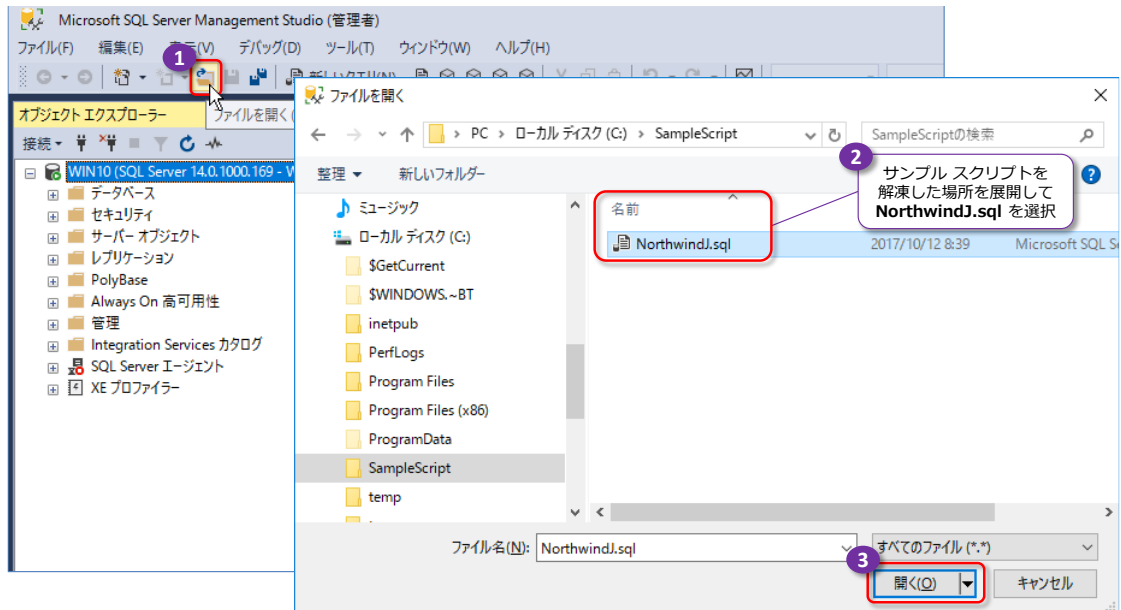 Microsoft SQL Server Management Studio (管理者)
ファイル(F) 編集(E) 表示(V) デバッグ(D) ツール(T) ウィンドウ(W) ヘルプ(H)
1
新しいクエリ(N)
オブジェクト エクスプローラー
ファイルを開く (
接続
WIN10 (SQL Server 14.0.1000.169 - W
データベース
セキュリティ
サーバー オブジェクト
レプリケーション
PolyBase
Always On 高可用性
管理
Integration Services カタログ
SQL Server エージェント
XE プロファイラー
ファイルを開く
PC > ローカル ディスク (C:) > SampleScript
SampleScriptの検索
整理 新しいフォルダー
2
サンプル スクリプトを
解凍した場所を展開して
NorthwindJ.sql を選択
ミュージック
ローカル ディスク (C:)
$GetCurrent
$WINDOWS.~BT
inetpub
PerfLogs
Program Files
Program Files (x86)
ProgramData
SampleScript
temp
名前
NorthwindJ.sql 2017/10/12 8:39 Microsoft SQL S
ファイル名(N): NorthwindJ.sql
すべてのファイル (*.*)
3
開く(O) キャンセル